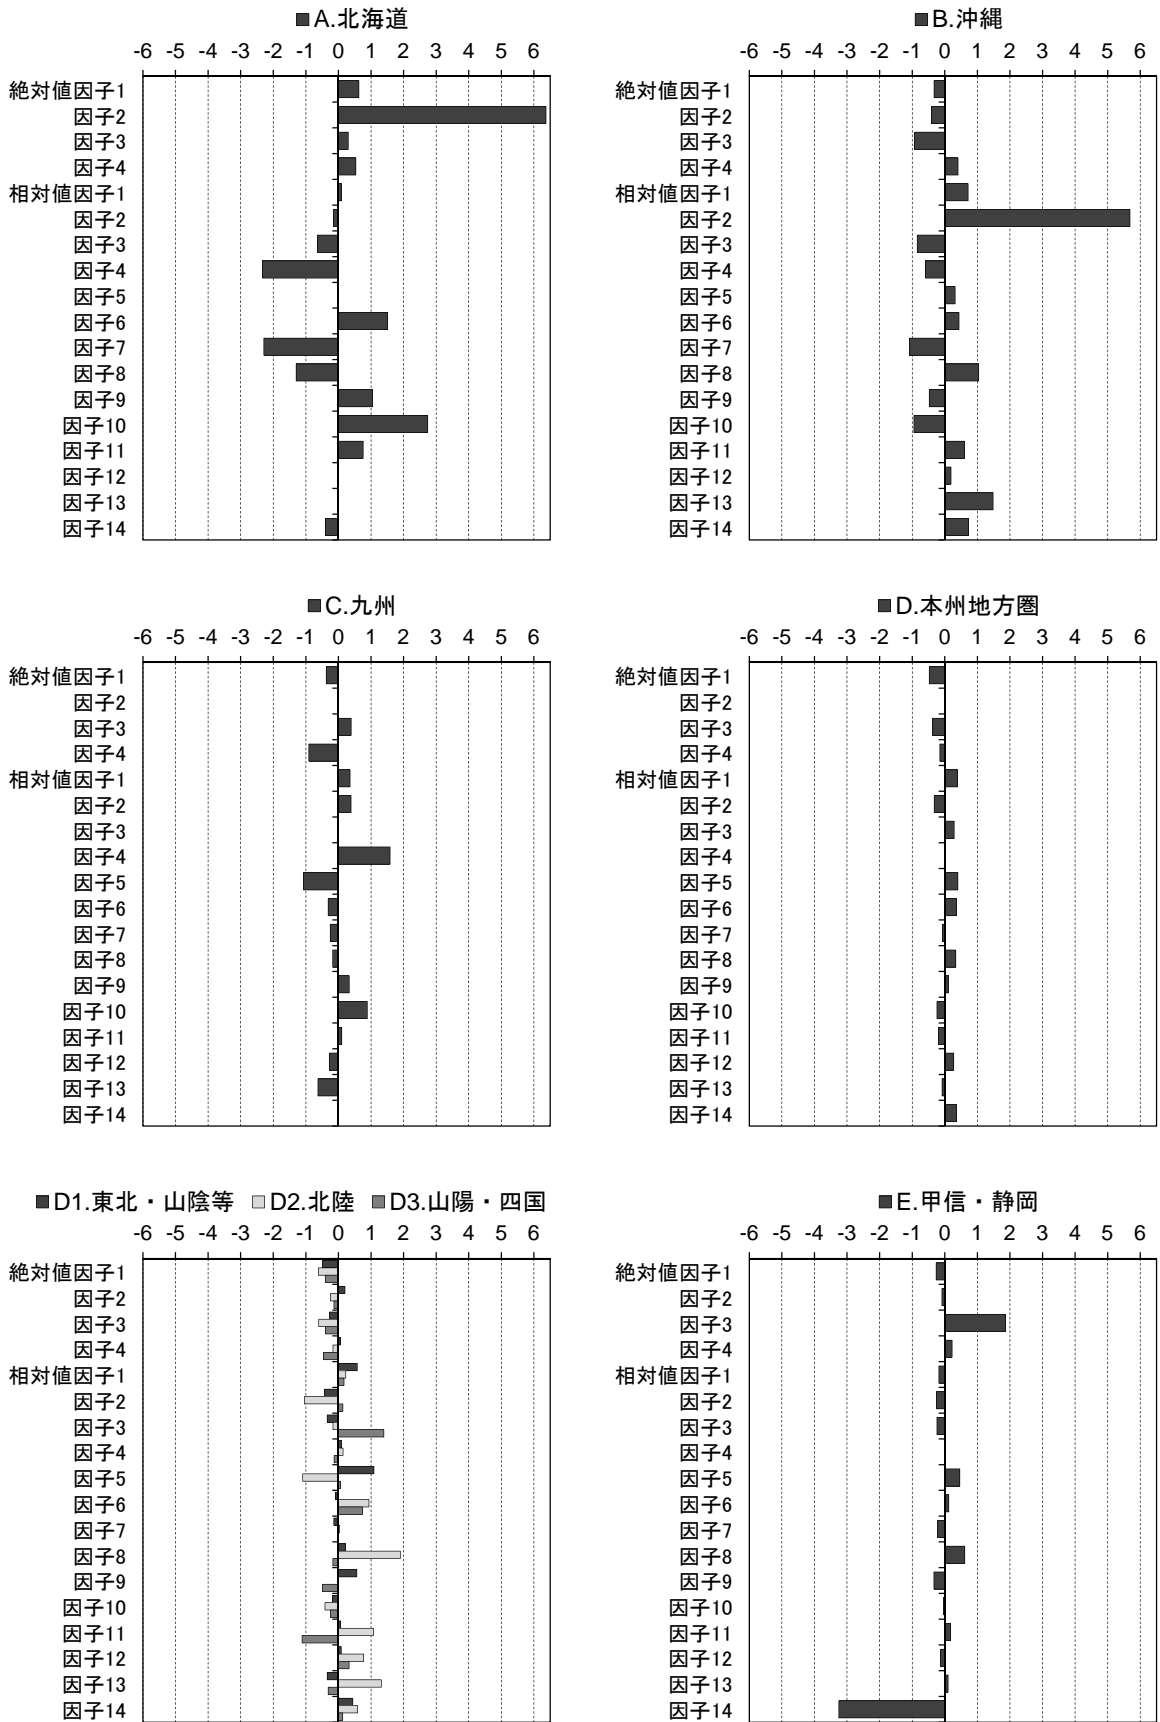 ■A.北海道
-6 -5 -4 -3 -2 -1 0 1 2 3 4 5 6
絶対値因子1
因子2
因子3
因子4
相対値因子1
因子2
因子3
因子4
因子5
因子6
因子7
因子8
因子9
因子10
因子11
因子12
因子13
因子14
■B.沖縄
-6 -5 -4 -3 -2 -1 0 1 2 3 4 5 6
絶対値因子1
因子2
因子3
因子4
相対値因子1
因子2
因子3
因子4
因子5
因子6
因子7
因子8
因子9
因子10
因子11
因子12
因子13
因子14
■C.九州
-6 -5 -4 -3 -2 -1 0 1 2 3 4 5 6
絶対値因子1
因子2
因子3
因子4
相対値因子1
因子2
因子3
因子4
因子5
因子6
因子7
因子8
因子9
因子10
因子11
因子12
因子13
因子14
■D.本州地方圏
-6 -5 -4 -3 -2 -1 0 1 2 3 4 5 6
絶対値因子1
因子2
因子3
因子4
相対値因子1
因子2
因子3
因子4
因子5
因子6
因子7
因子8
因子9
因子10
因子11
因子12
因子13
因子14
■D1.東北・山陰等 □D2.北陸 ■D3.山陽・四国
-6 -5 -4 -3 -2 -1 0 1 2 3 4 5 6
絶対値因子1
因子2
因子3
因子4
相対値因子1
因子2
因子3
因子4
因子5
因子6
因子7
因子8
因子9
因子10
因子11
因子12
因子13
因子14
■E.甲信・静岡
-6 -5 -4 -3 -2 -1 0 1 2 3 4 5 6
絶対値因子1
因子2
因子3
因子4
相対値因子1
因子2
因子3
因子4
因子5
因子6
因子7
因子8
因子9
因子10
因子11
因子12
因子13
因子14